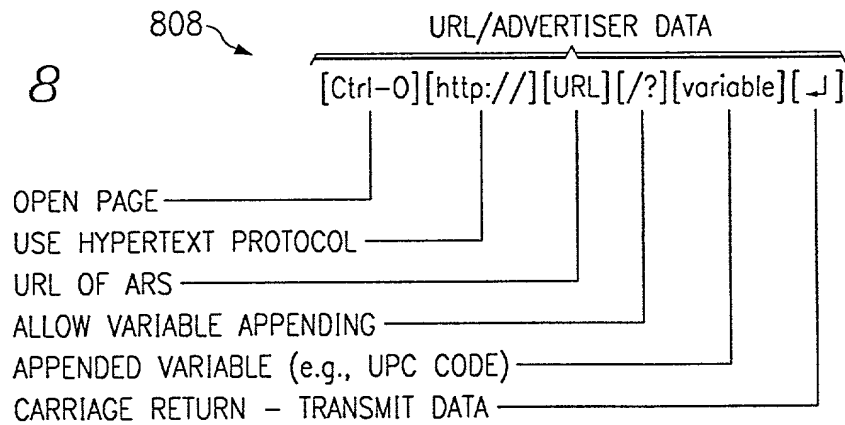 808
URL/ADVERTISER DATA
8
[Ctrl-O][http://][URL][/?][variable][↵]
OPEN PAGE
USE HYPERTEXT PROTOCOL
URL OF ARS
ALLOW VARIABLE APPENDING
APPENDED VARIABLE (e.g., UPC CODE)
CARRIAGE RETURN – TRANSMIT DATA